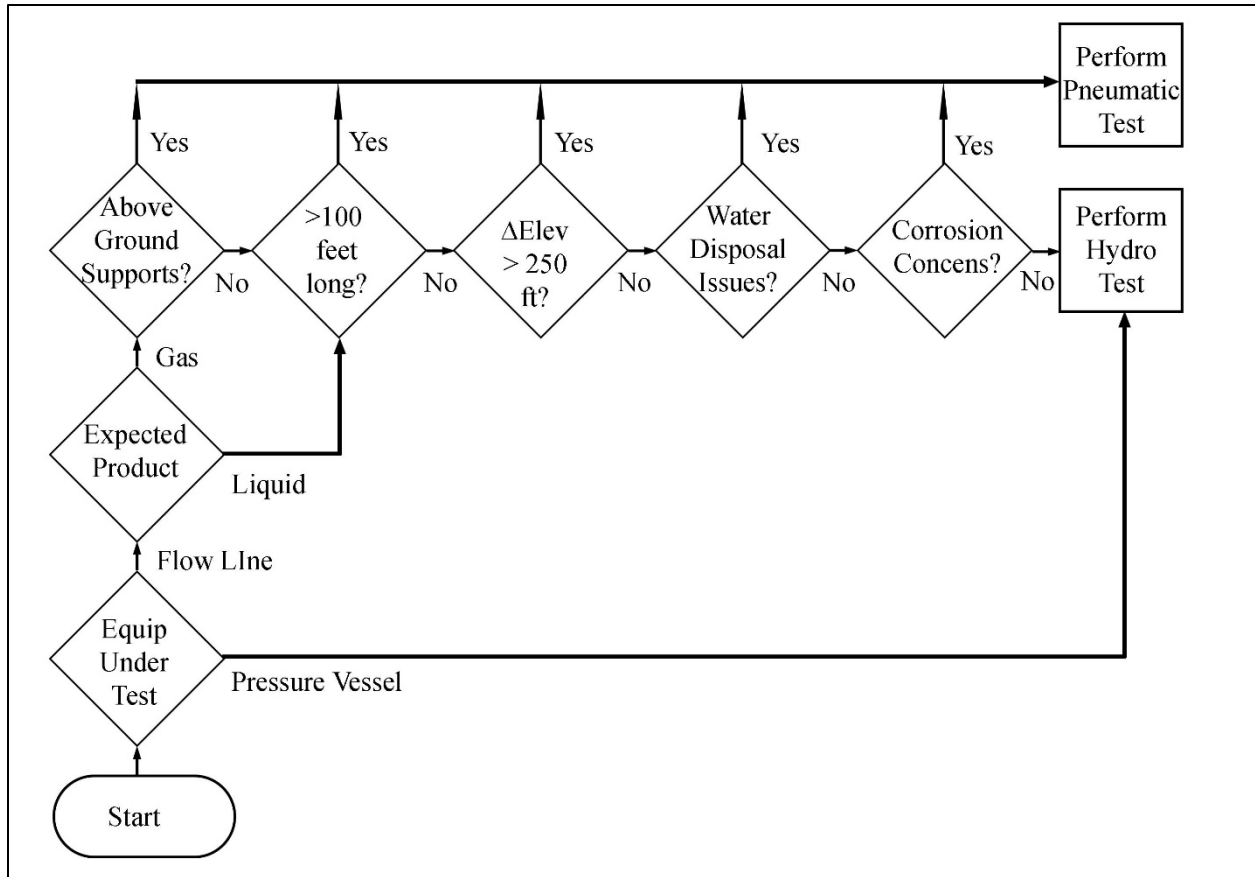 Perform
Pneumatic
Test
Yes
Yes
Yes
Yes
Yes
Above
Ground
Supports?
No
>100
feet
long?
No
ΔElev
> 250
ft?
No
Water
Disposal
Issues?
No
Corrosion
Concens?
No
Perform
Hydro
Test
Gas
Expected
Product
Liquid
Flow LIne
Equip
Under
Test
Pressure Vessel
Start